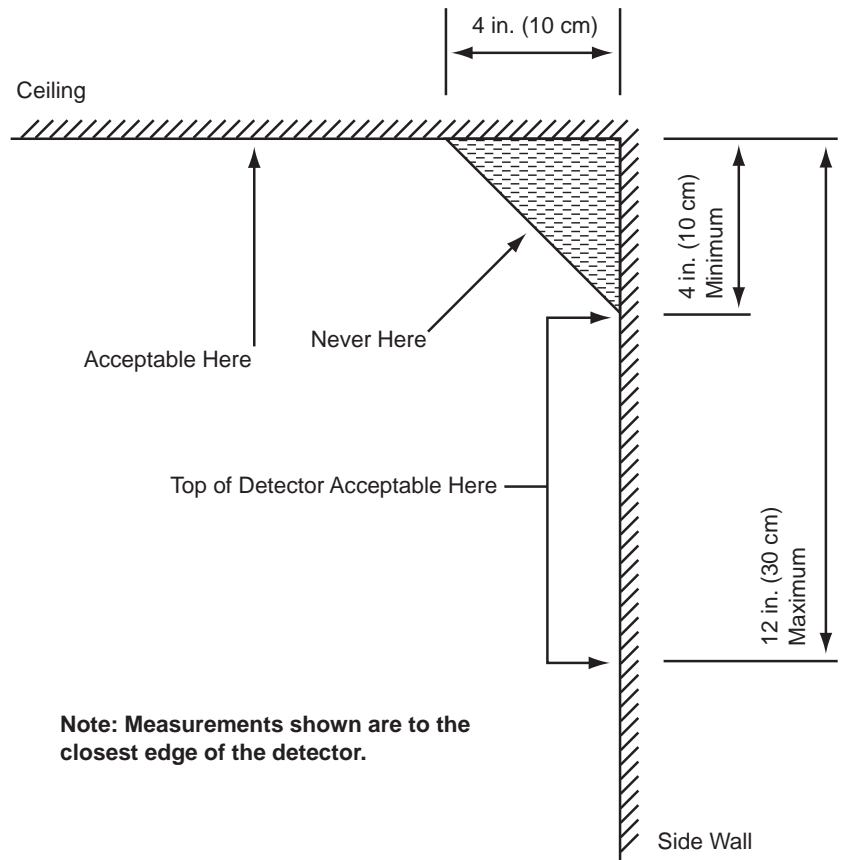 4 in. (10 cm)
Ceiling
4 in. (10 cm)
Minimum
Never Here
Acceptable Here
Top of Detector Acceptable Here
12 in. (30 cm)
Maximum
Note: Measurements shown are to the
closest edge of the detector.
Side Wall